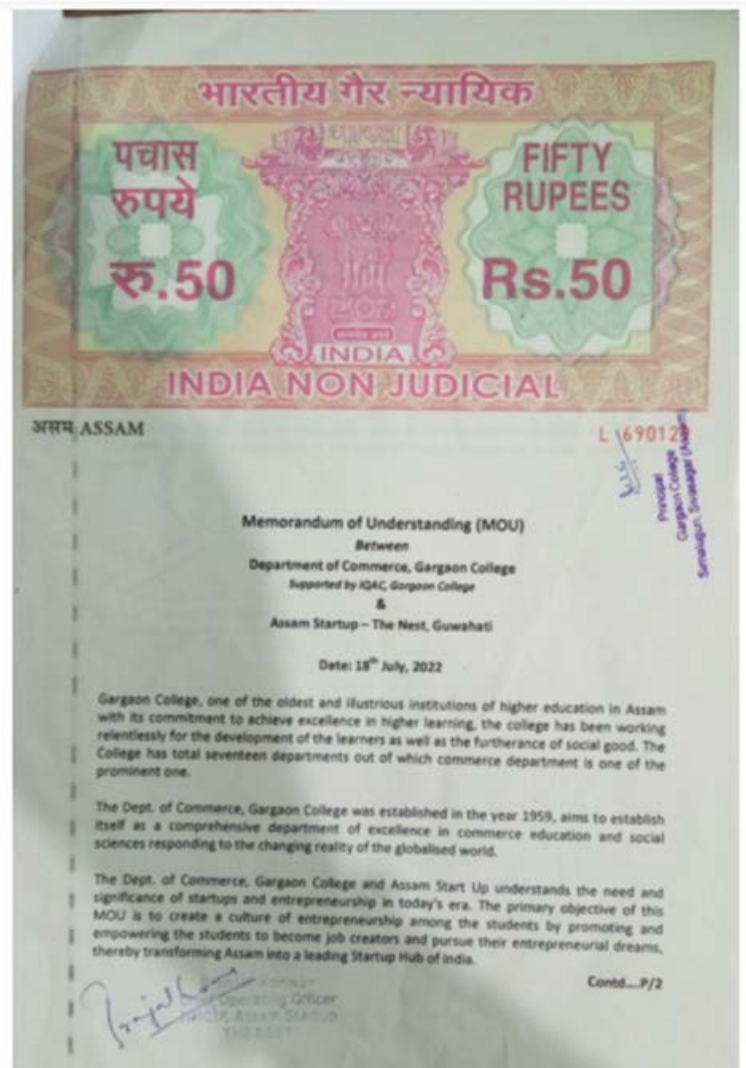 भारतीय गैर न्यायिक
भारत
पचास
रुपये
रु.50
FIFTY
RUPEES
Rs.50
INDIA
INDIA NON JUDICIAL
असम ASSAM
Principal
Gargaon College
Simaluguri, Sivasagar (Assam)
Memorandum of Understanding (MOU)
Between
Department of Commerce, Gargaon College
Supported by IQAC, Gargaon College
&
Assam Startup – The Nest, Guwahati
Date: 18th July, 2022
Gargaon College, one of the oldest and illustrious institutions of higher education in Assam
with its commitment to achieve excellence in higher learning, the college has been working
relentlessly for the development of the learners as well as the furtherance of social good. The
College has total seventeen departments out of which commerce department is one of the
prominent one.
The Dept. of Commerce, Gargaon College was established in the year 1959, aims to establish
itself as a comprehensive department of excellence in commerce education and social
sciences responding to the changing reality of the globalised world.
The Dept. of Commerce, Gargaon College and Assam Start Up understands the need and
significance of startups and entrepreneurship in today's era. The primary objective of this
MOU is to create a culture of entrepreneurship among the students by promoting and
empowering the students to become job creators and pursue their entrepreneurial dreams,
thereby transforming Assam into a leading Startup Hub of India.
Contd....P/2
Operating Officer
Assam Startup